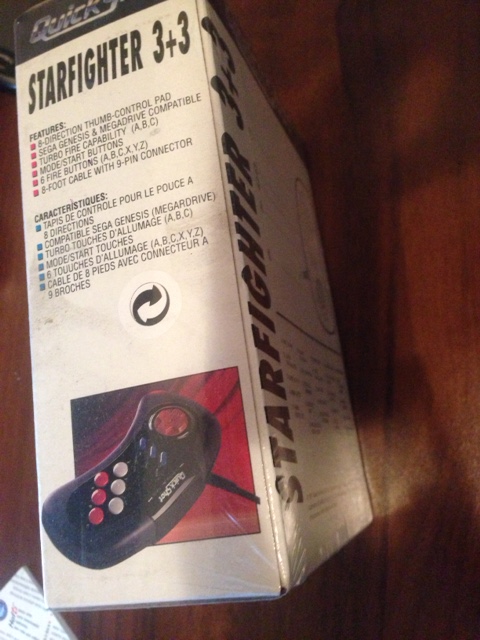 STARFIGHTER 3+3
FEATURES:
8-DIRECTION THUMB-CONTROL PAD
SEGA GENESIS & MEGADRIVE COMPATIBLE
TURBO FIRE CAPABILITY (A,B,C)
MODE/START BUTTONS
6 FIRE BUTTONS (A,B,C,X,Y,Z)
8-FOOT CABLE WITH 9-PIN CONNECTOR
CARACTÉRISTIQUES:
TAPIS DE CONTROLE POUR LE POUCE A
8 DIRECTIONS
COMPATIBLE SEGA GENESIS (MEGARDRIVE)
TURBO-TOUCHES D'ALLUMAGE (A,B,C)
MODE/START TOUCHES
6 TOUUCHES D'ALLUMAGE (A,B,C,X,Y,Z)
CABLE DE 8 PIEDS AVEC CONNECTEUR A
9 BROCHES
QuickShot
STARFIGHTER 3+3